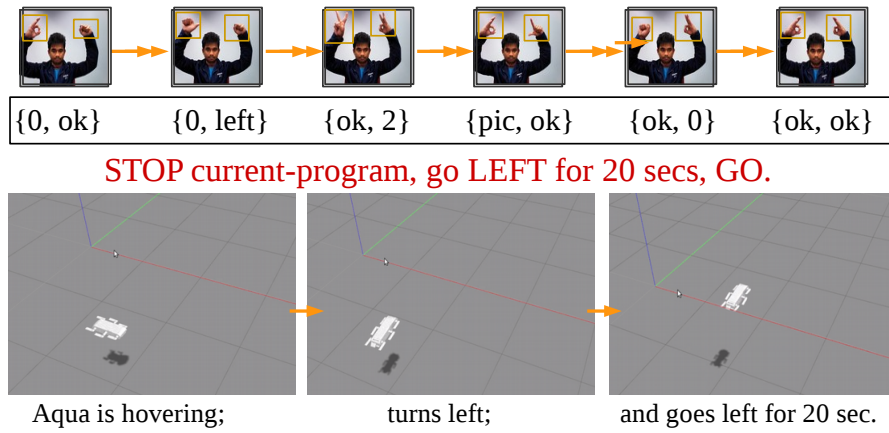 {0, ok} {0, left} {ok, 2} {pic, ok} {ok, 0} {ok, ok}
STOP current-program, go LEFT for 20 secs, GO.
Aqua is hovering; turns left; and goes left for 20 sec.